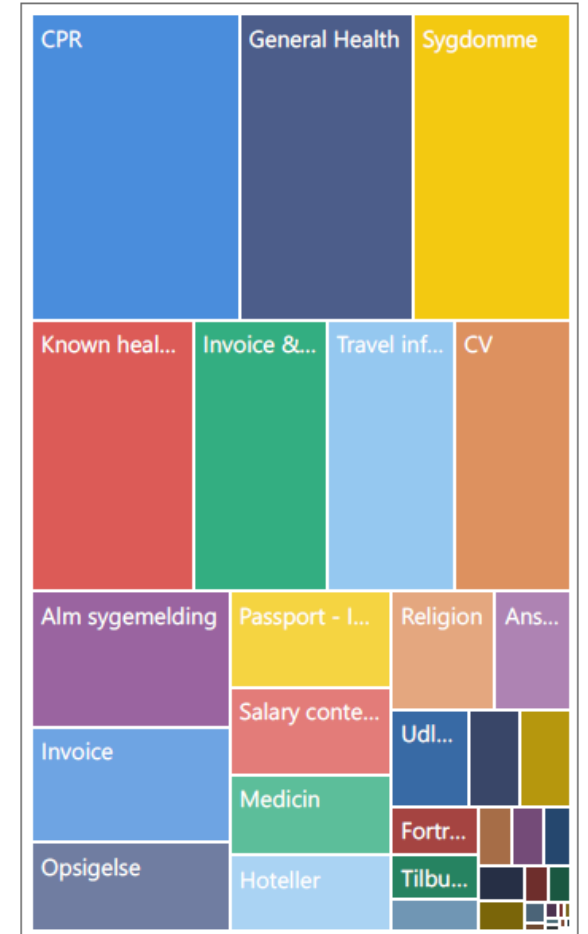 CPR
General Health
Sygdomme
Known heal...
Invoice &...
Travel inf...
CV
Alm sygemelding
Passport - I...
Religion
Ans...
Salary conte...
Udl...
Invoice
Medicin
Fortr...
Opsigelse
Hoteller
Tilbu...